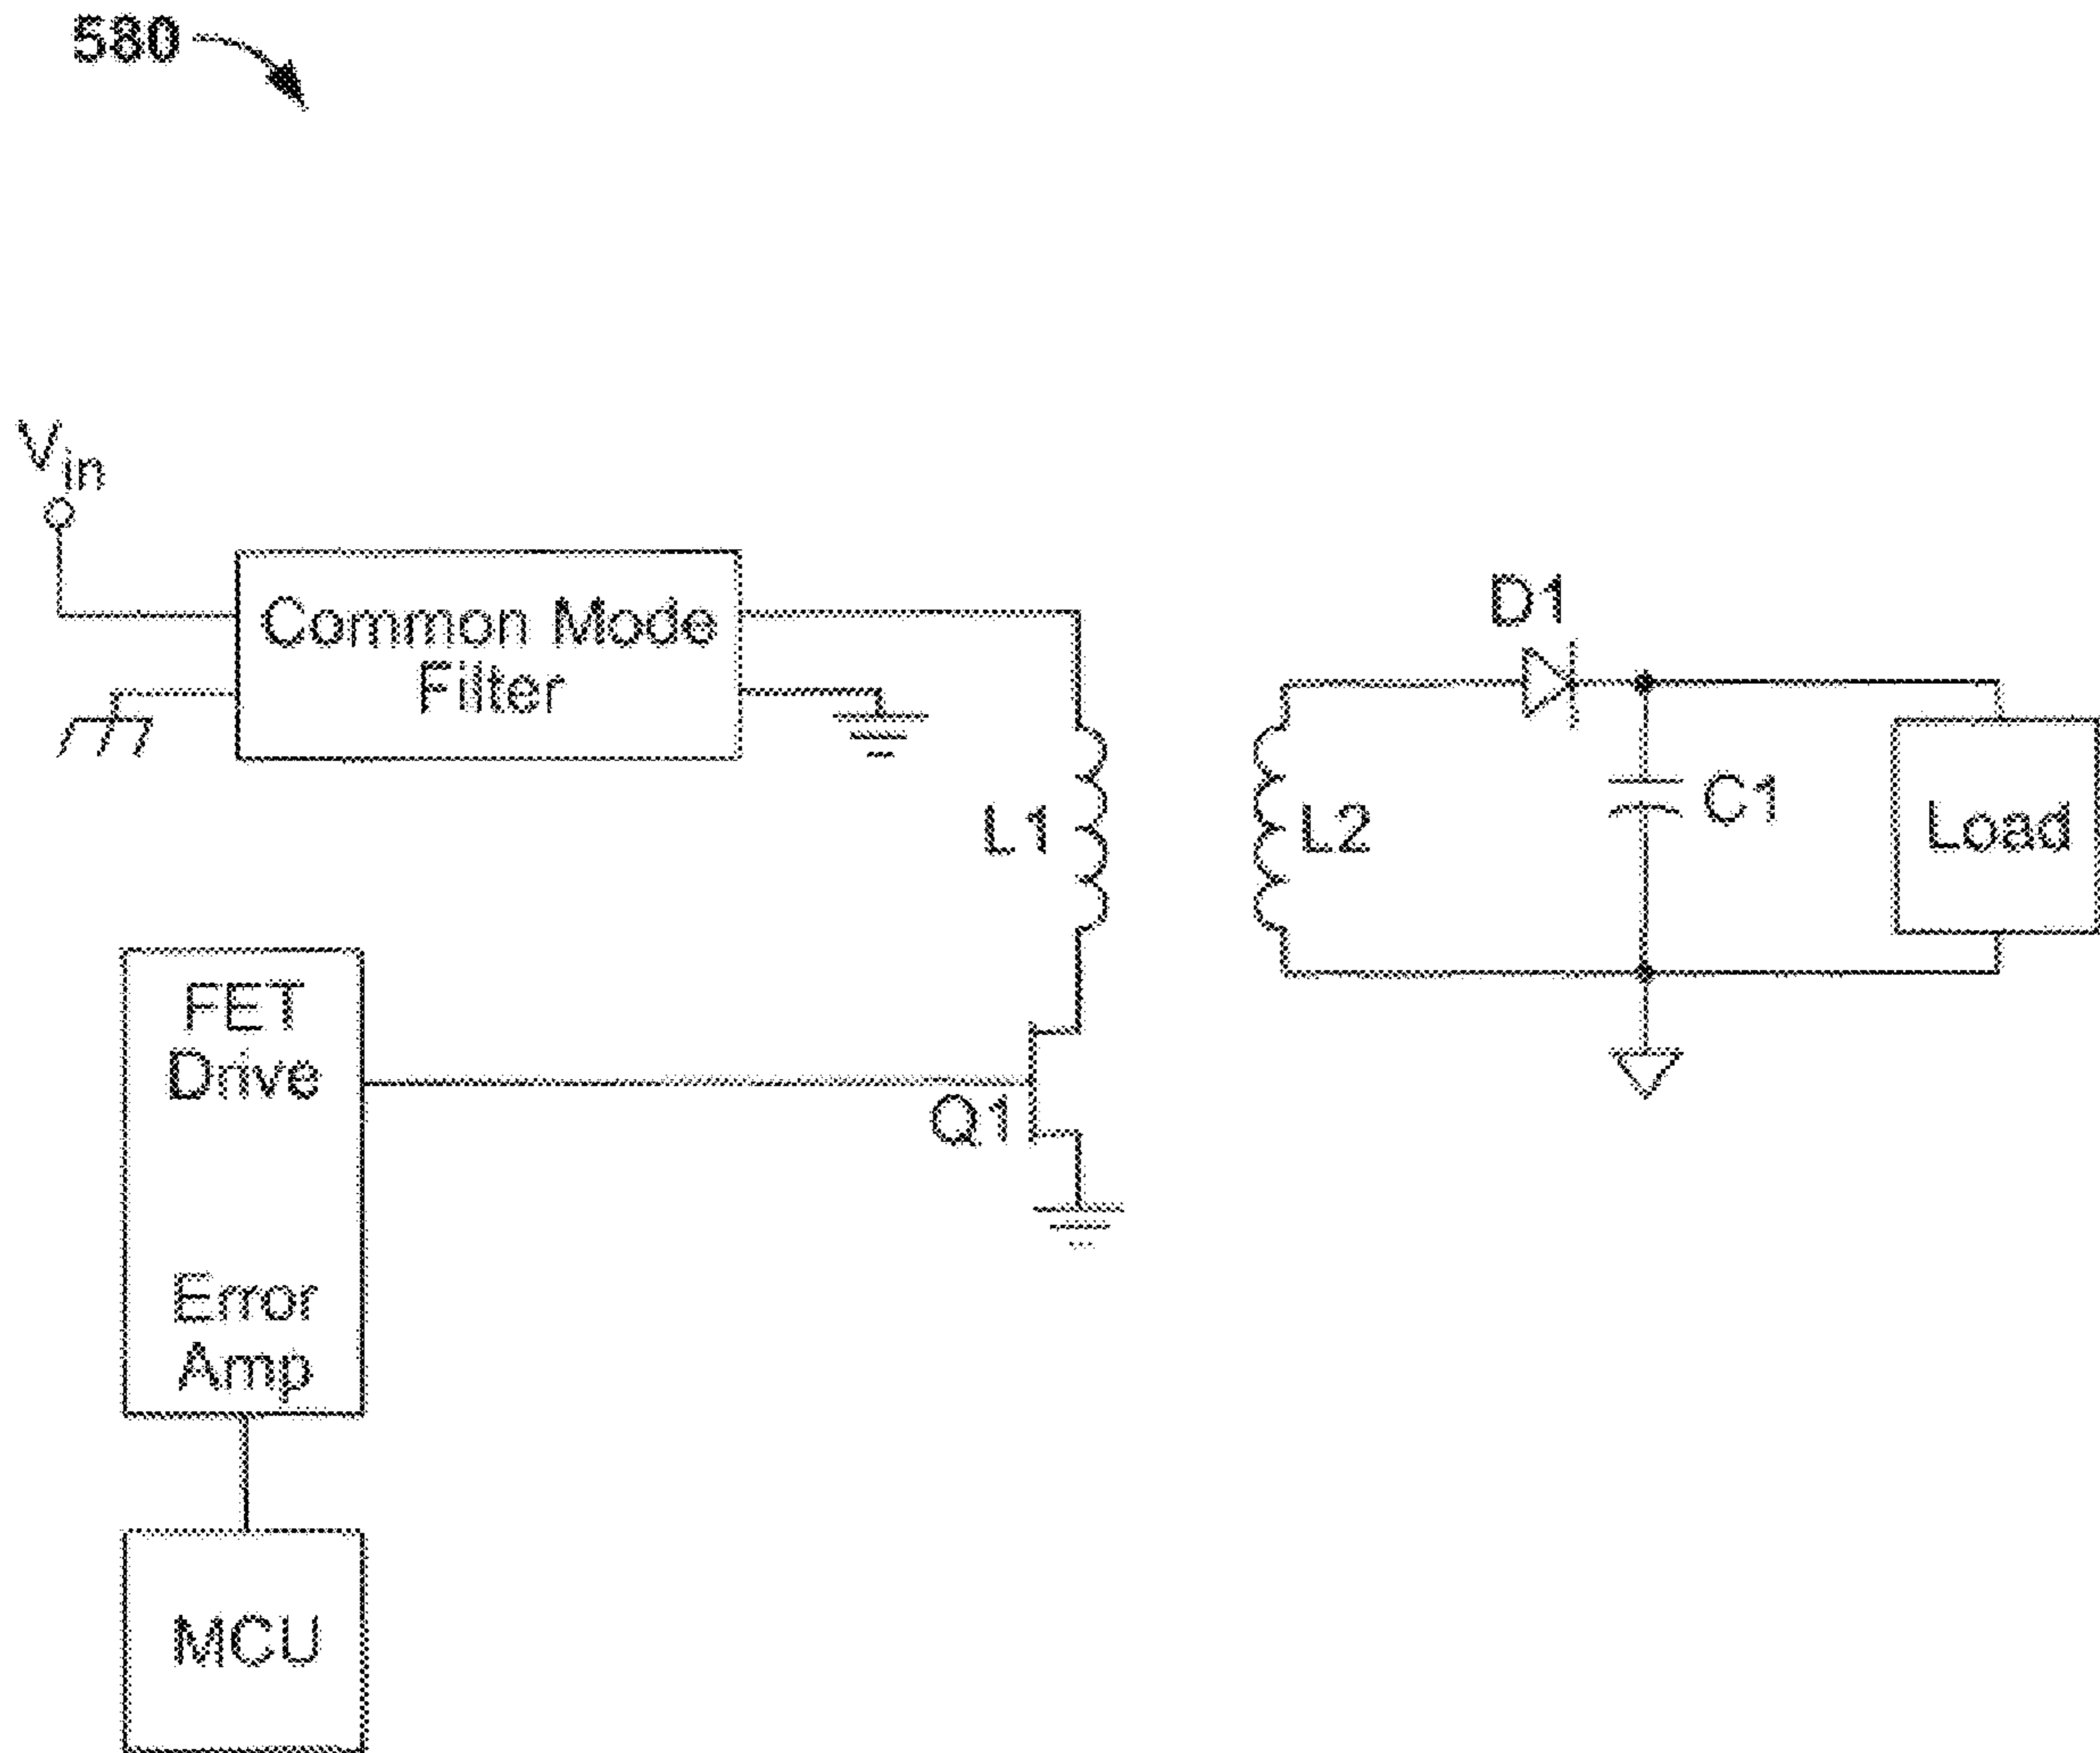 580
Vin
Common Mode
Filter
D1
L1
L2
C1
Load
FET
Drive
Q1
Error
Amp
MCU